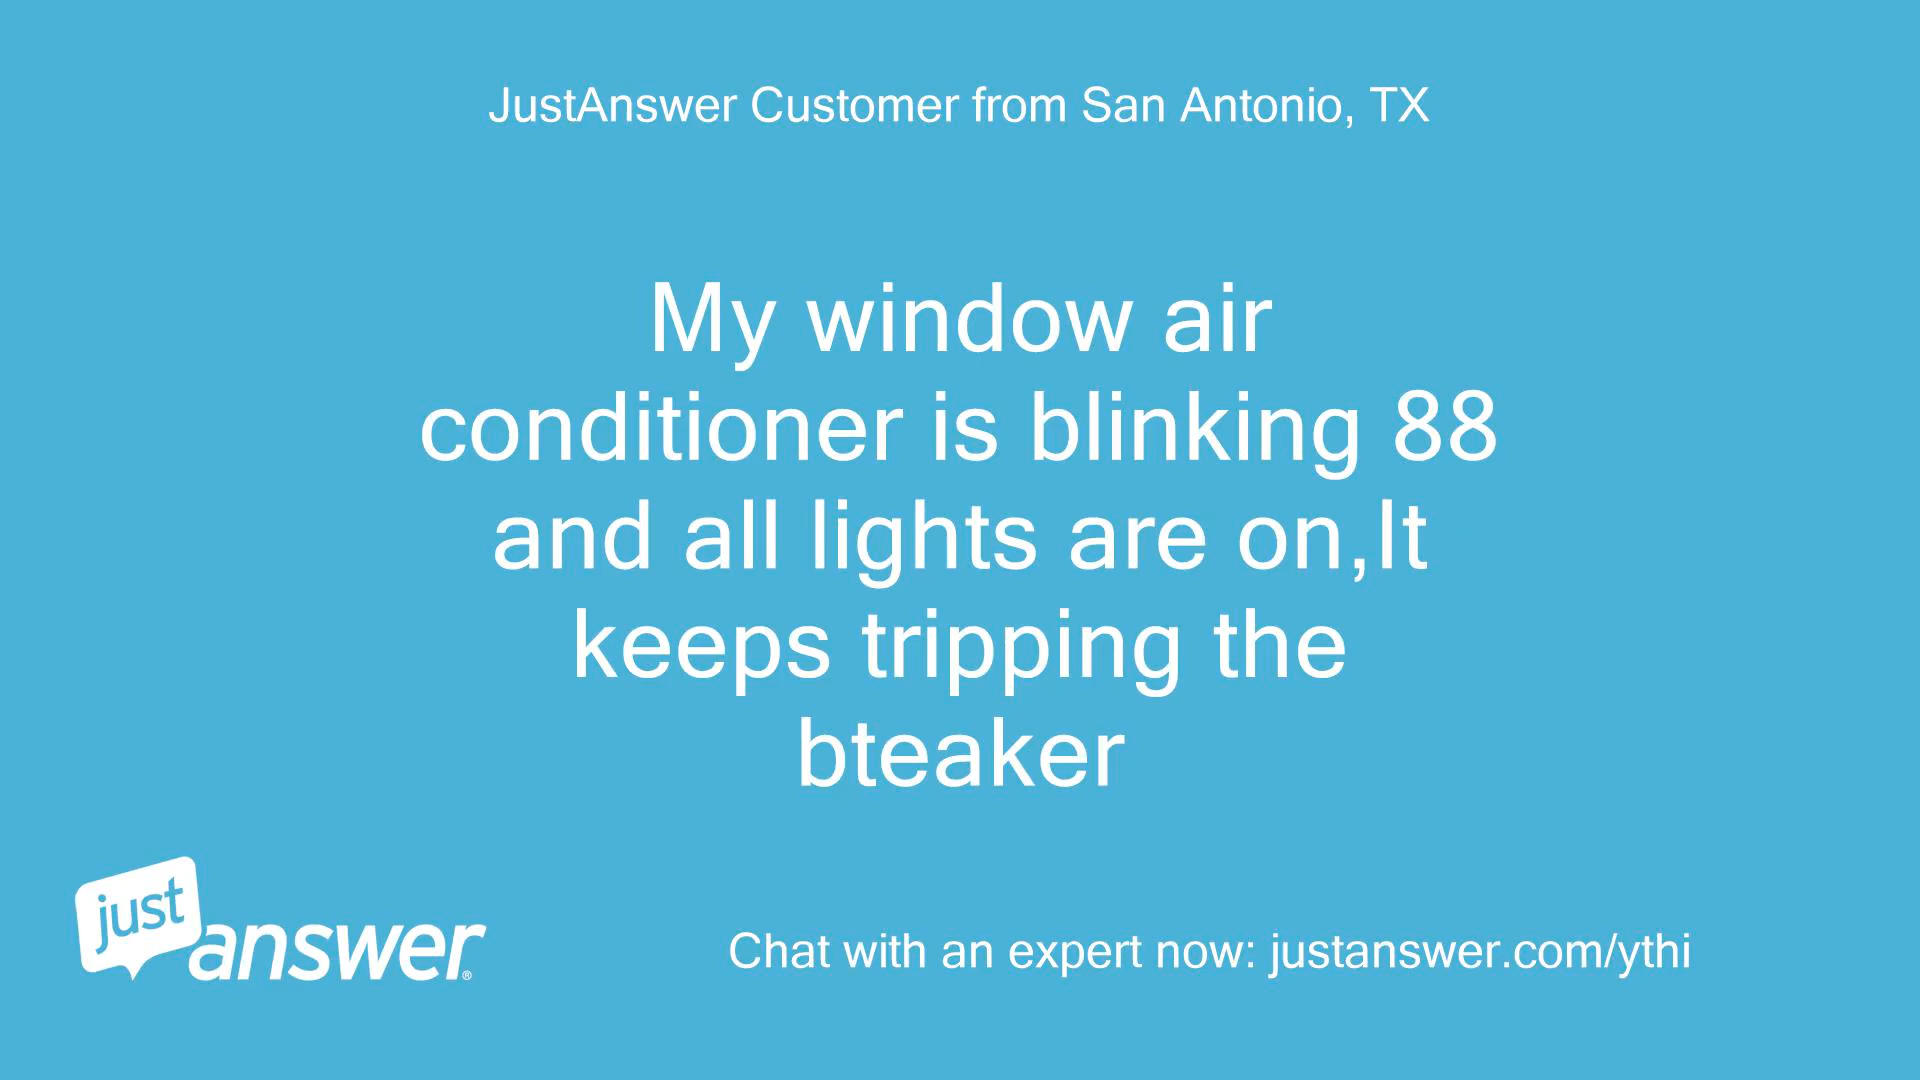 JustAnswer Customer from San Antonio, TX
My window air
conditioner is blinking 88
and all lights are on,It
keeps tripping the
bteaker
just
answer®
Chat with an expert now: justanswer.com/ythi